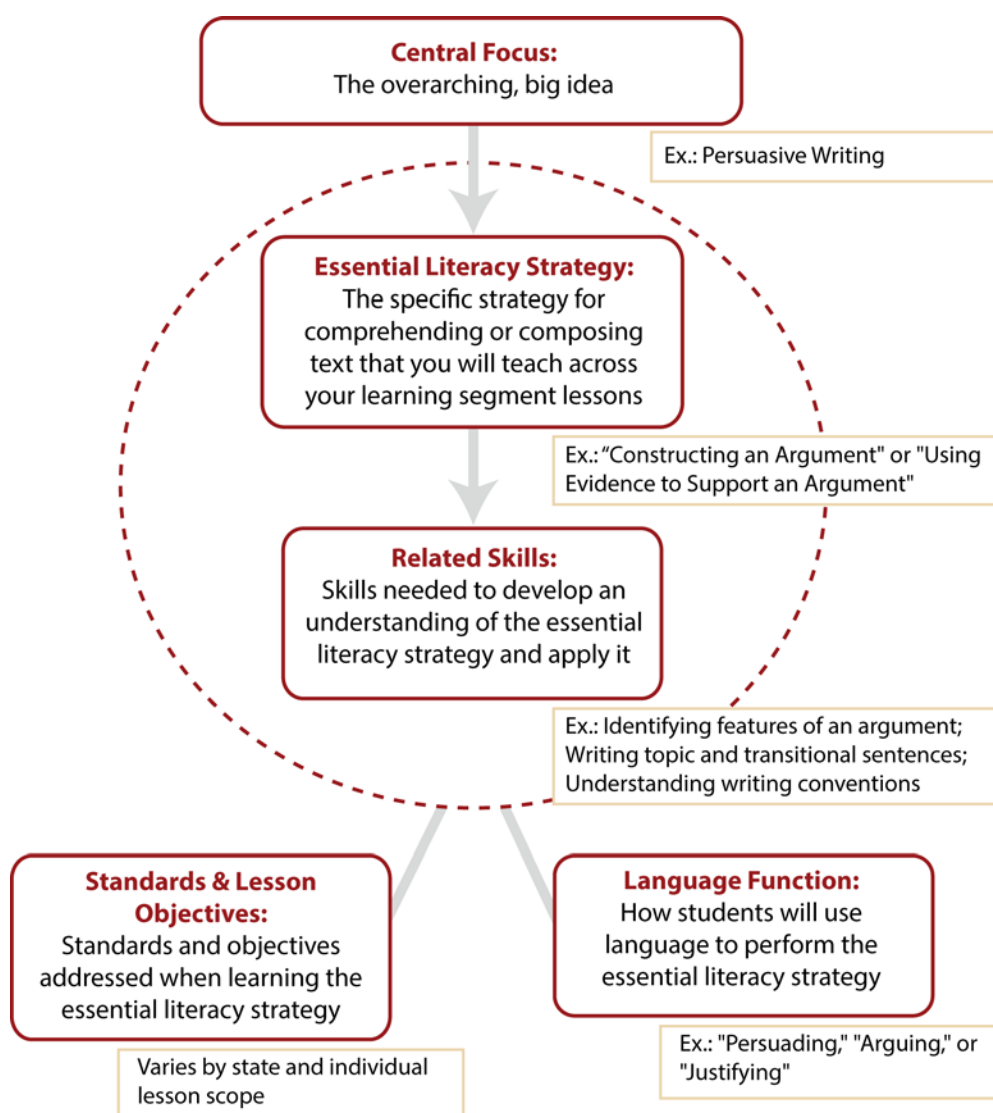 Central Focus:
The overarching, big idea
Ex.: Persuasive Writing
Essential Literacy Strategy:
The specific strategy for
comprehending or composing
text that you will teach across
your learning segment lessons
Ex.: “Constructing an Argument" or "Using
Evidence to Support an Argument"
Related Skills:
Skills needed to develop an
understanding of the essential
literacy strategy and apply it
Ex.: Identifying features of an argument;
Writing topic and transitional sentences;
Understanding writing conventions
Standards & Lesson
Objectives:
Standards and objectives
addressed when learning the
essential literacy strategy
Varies by state and individual
lesson scope
Language Function:
How students will use
language to perform the
essential literacy strategy
Ex.: "Persuading," "Arguing," or
"Justifying"